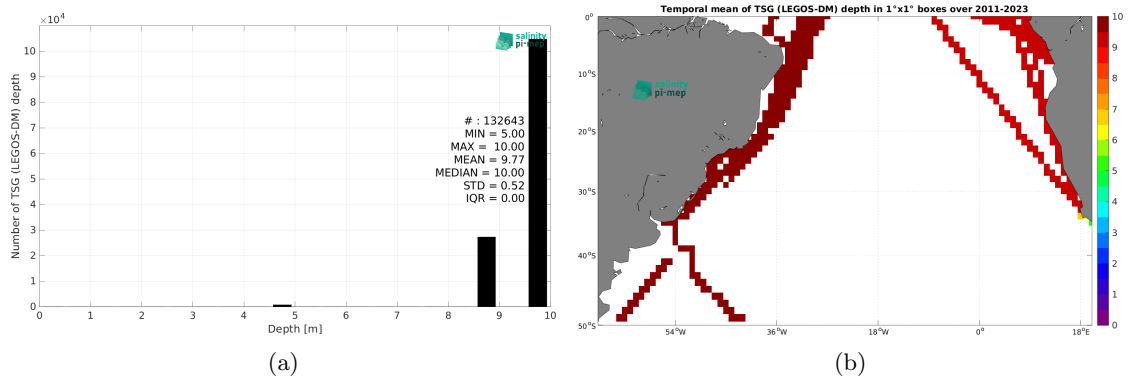 ×10⁴
10
9
8
7
6
5
4
3
2
1
0
Number of TSG (LEGOS-DM) depth
salinity
pi-mep
# : 132643
MIN = 5.00
MAX = 10.00
MEAN = 9.77
MEDIAN = 10.00
STD = 0.52
IQR = 0.00
0 1 2 3 4 5 6 7 8 9 10
Depth [m]
(a)
Temporal mean of TSG (LEGOS-DM) depth in 1°x1° boxes over 2011-2023
0°
10°S
20°S
30°S
40°S
50°S
salinity
pi-mep
54°W 36°W 18°W 0° 18°E
10
9
8
7
6
5
4
3
2
1
0
(b)